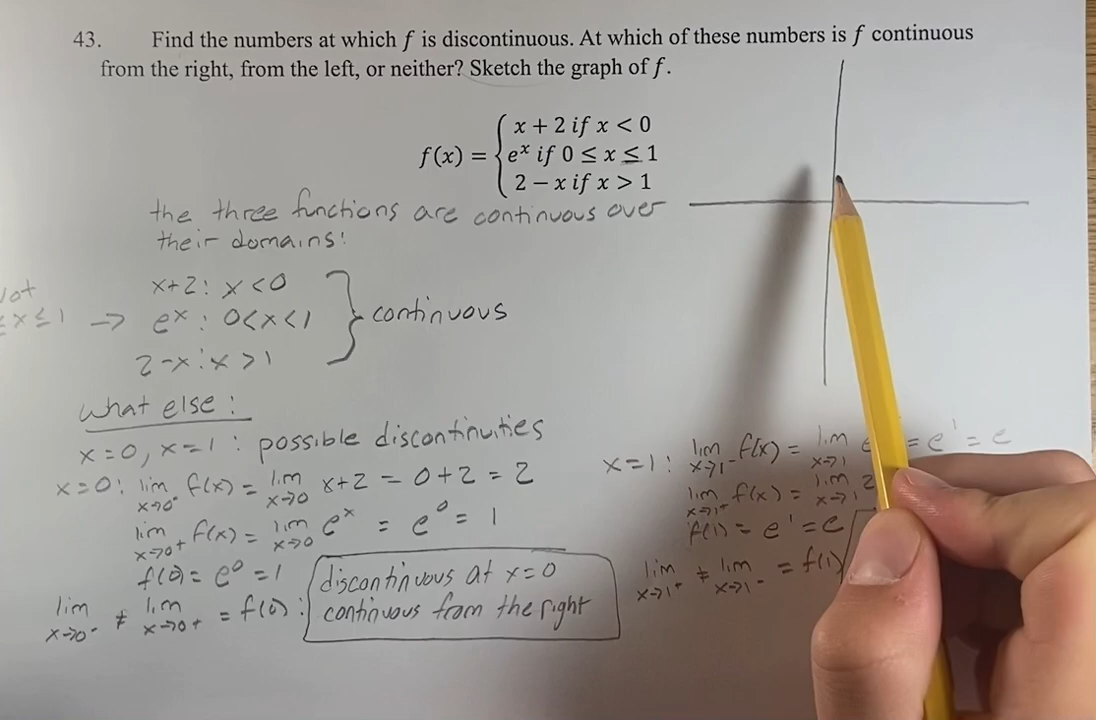 43. Find the numbers at which f is discontinuous. At which of these numbers is f continuous
from the right, from the left, or neither? Sketch the graph of f.
f(x) = { x + 2 if x < 0
e^x if 0 ≤ x ≤ 1
2 − x if x > 1
the three functions are continuous over
their domains:
x+2: x<0
x≤1 → e^x : 0<x<1 } continuous
2-x: x>1
What else:
x=0, x=1 : possible discontinuities
x=0: lim x→0- f(x) = lim x→0 x+2 = 0+2 = 2
lim x→0+ f(x) = lim x→0 e^x = e^0 = 1
f(0) = e^0 = 1
lim x→0- ≠ lim x→0+ = f(0) :
discontinuous at x=0
continuous from the right
x=1: lim x→1- f(x) = lim x→1 e = e^1 = e
lim x→1+ f(x) = lim x→1 2
f(1) = e^1 = e
lim x→1+ ≠ lim x→1- = f(1)